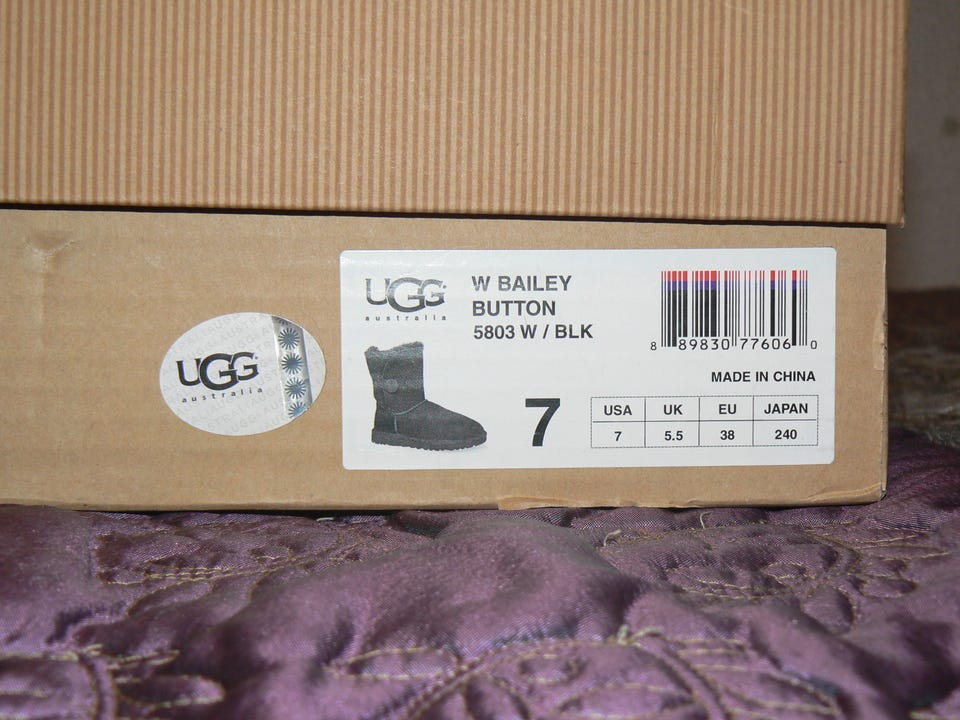 UGG
australia
UGG
australia
W BAILEY
BUTTON
5803 W / BLK
8 89830 77606 0
MADE IN CHINA
7
USA UK EU JAPAN
7 5.5 38 240